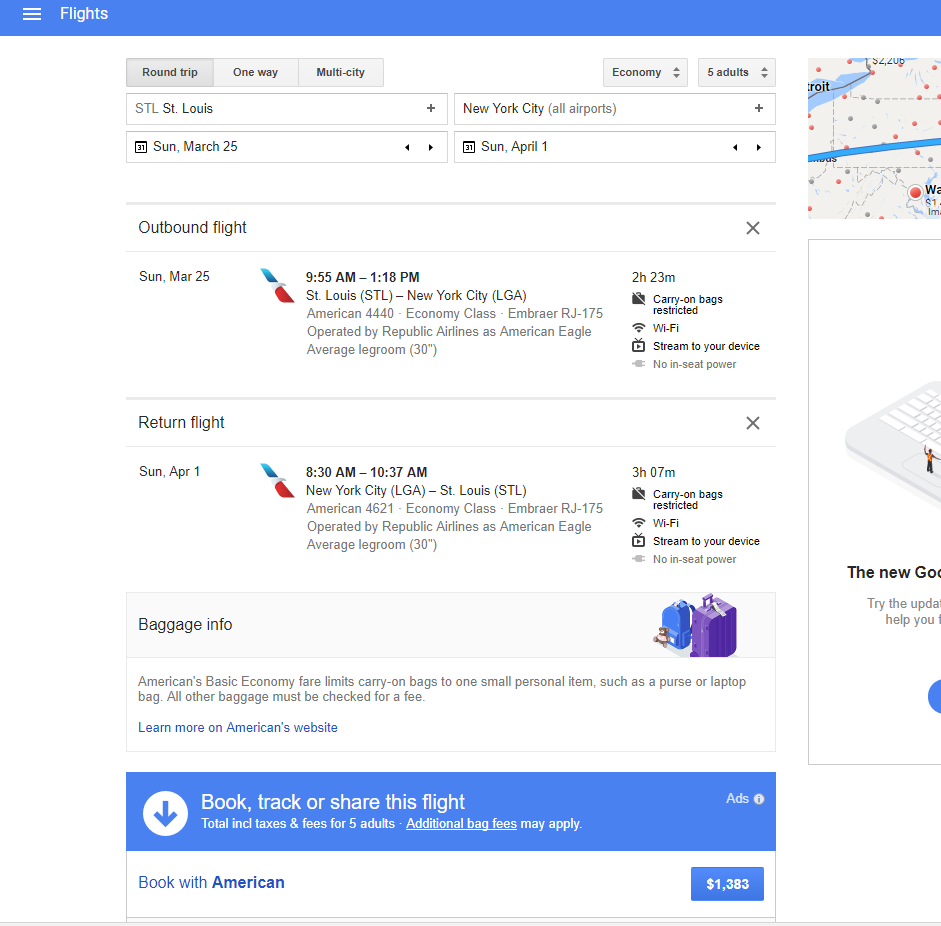 Flights
Round trip One way Multi-city Economy 5 adults
STL St. Louis + New York City (all airports) +
31 Sun, March 25 31 Sun, April 1
Outbound flight
Sun, Mar 25
9:55 AM – 1:18 PM
St. Louis (STL) – New York City (LGA)
American 4440 · Economy Class · Embraer RJ-175
Operated by Republic Airlines as American Eagle
Average legroom (30")
2h 23m
Carry-on bags
restricted
Wi-Fi
Stream to your device
No in-seat power
Return flight
Sun, Apr 1
8:30 AM – 10:37 AM
New York City (LGA) – St. Louis (STL)
American 4621 · Economy Class · Embraer RJ-175
Operated by Republic Airlines as American Eagle
Average legroom (30")
3h 07m
Carry-on bags
restricted
Wi-Fi
Stream to your device
No in-seat power
Baggage info
American's Basic Economy fare limits carry-on bags to one small personal item, such as a purse or laptop
bag. All other baggage must be checked for a fee.
Learn more on American's website
Book, track or share this flight
Total incl taxes & fees for 5 adults · Additional bag fees may apply.
Ads
Book with American
$1,383
$2,206
troit
Wa
The new Goo
Try the updat
help you f